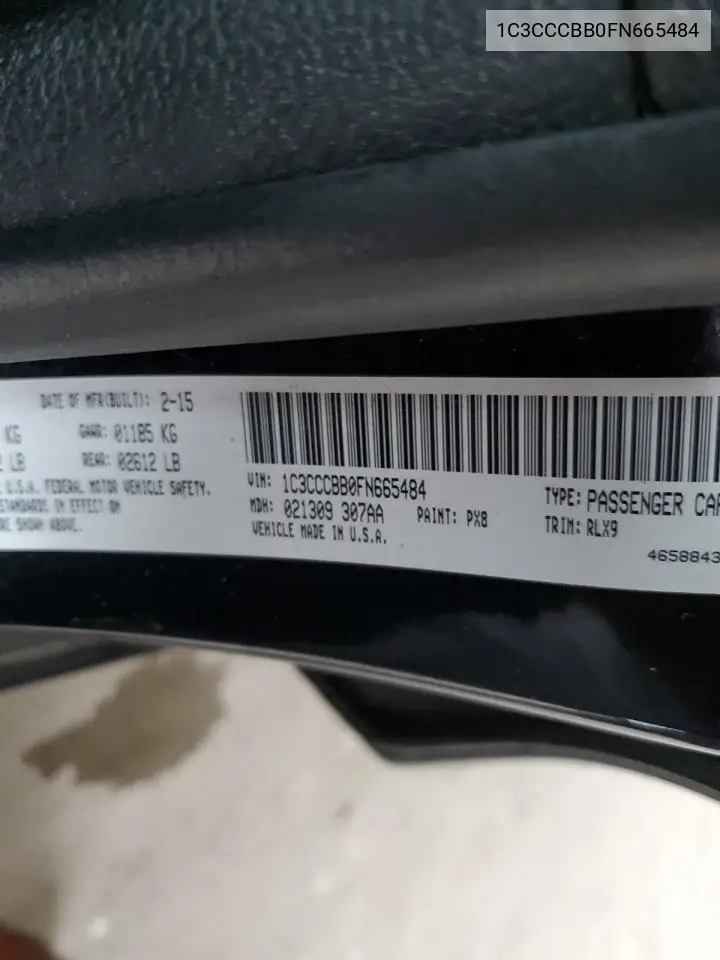 1C3CCCBB0FN665484
DATE OF MFR(BUILT): 2-15
KG GAWR: 01185 KG
LB REAR: 02612 LB
U.S.A. FEDERAL MOTOR VEHICLE SAFETY.
STANDARDS IN EFFECT ON
SHOWN ABOVE.
VIN: 1C3CCCBB0FN665484
MDH: 021309 307AA PAINT: PX8
VEHICLE MADE IN U.S.A.
TYPE: PASSENGER CAR
TRIM: RLX9
4658843